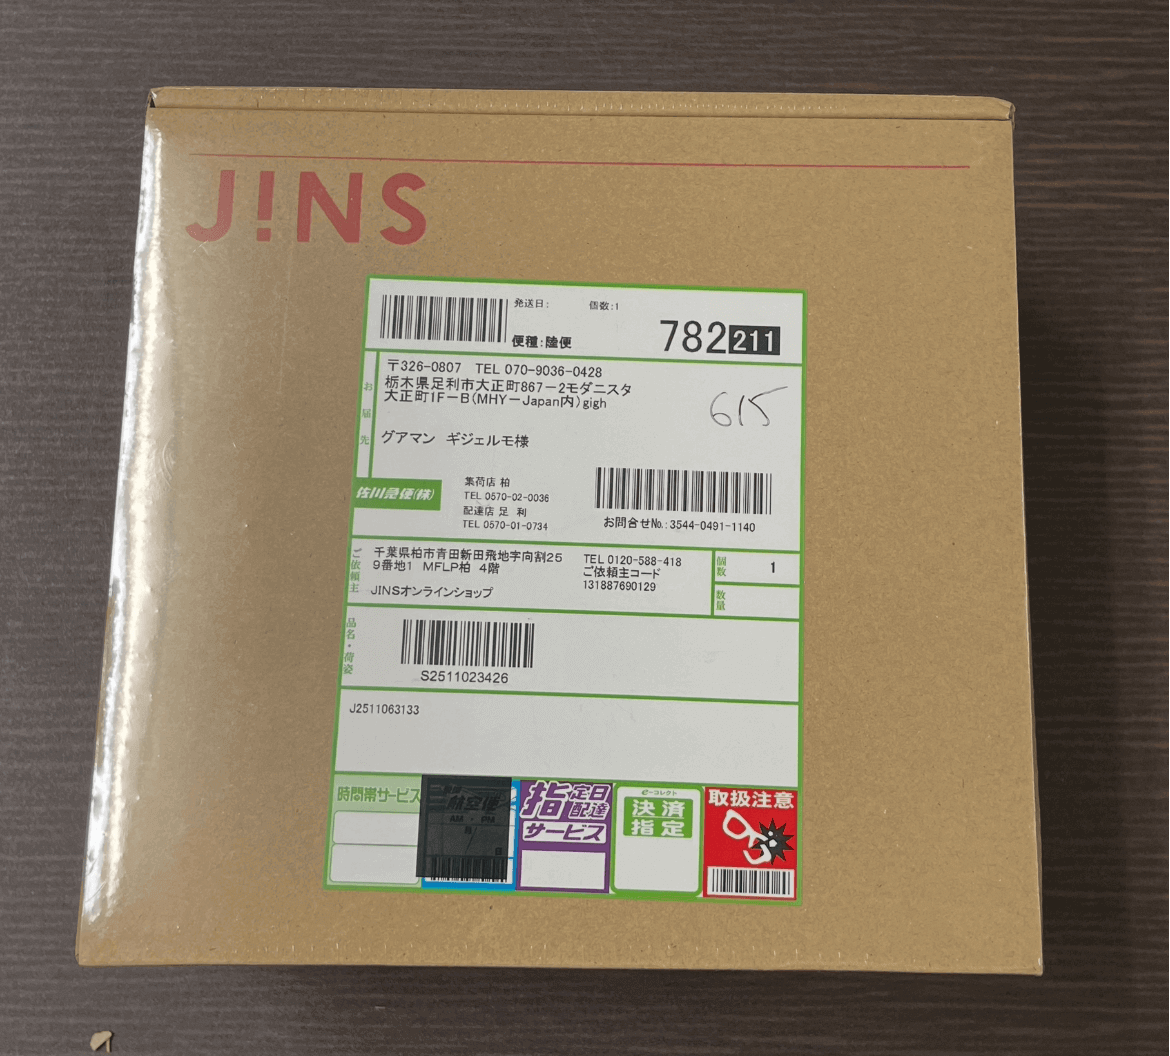 J!NS
発送日: 個数:1
便種:陸便
782 211
〒326-0807 TEL 070-9036-0428
栃木県足利市大正町867-2モダニスタ
大正町1F-B(MHY-Japan内)gigh
615
お届け先
グアマン ギジェルモ様
佐川急便(株)
集荷店 柏
TEL 0570-02-0036
配達店 足 利
TEL 0570-01-0734
お問合せNo.:3544-0491-1140
ご依頼主
千葉県柏市青田新田飛地字向割25
9番地1 MFLP柏 4階
JINSオンラインショップ
TEL 0120-588-418
ご依頼主コード
131887690129
個数
1
数量
品名・荷姿
S2511023426
J2511063133
時間帯サービス
航空便
AM ・ PM
指定日
配達
サービス
e-コレクト
決済
指定
取扱注意